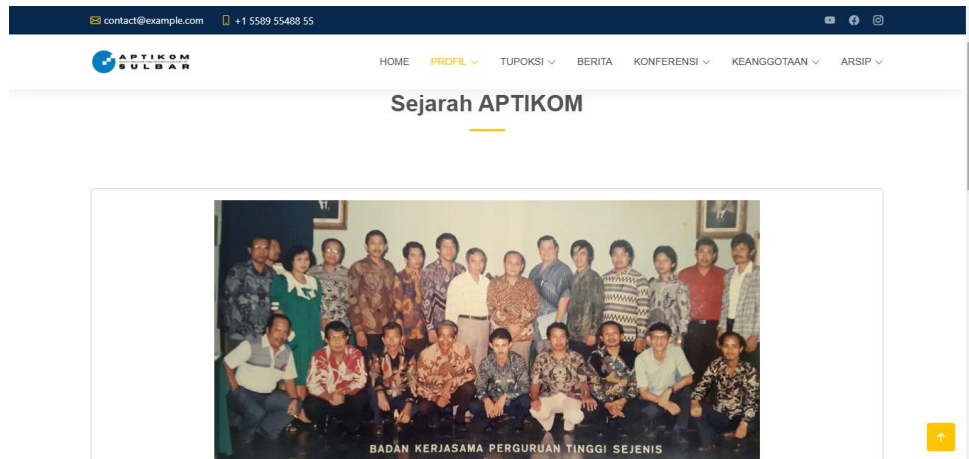 contact@example.com +1 5589 55488 55
APTIKOM
SULBAR
HOME PROFIL TUPOKSI BERITA KONFERENSI KEANGGOTAAN ARSIP
Sejarah APTIKOM
BADAN KERJASAMA PERGURUAN TINGGI SEJENIS